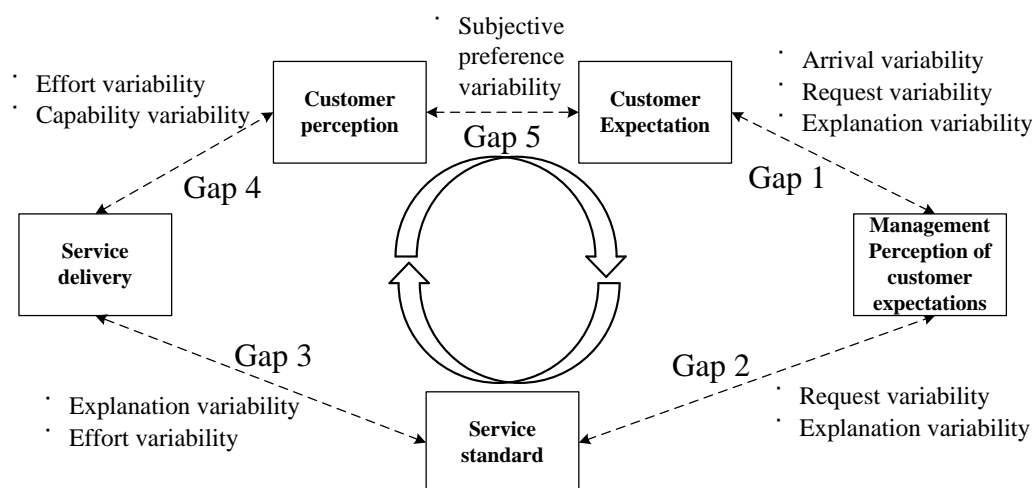 · Subjective
preference
variability
· Effort variability
· Capability variability
· Arrival variability
· Request variability
· Explanation variability
Customer
perception
Customer
Expectation
Gap 5
Gap 4
Gap 1
Service
delivery
Management
Perception of
customer
expectations
Gap 3
Gap 2
· Explanation variability
· Effort variability
Service
standard
· Request variability
· Explanation variability